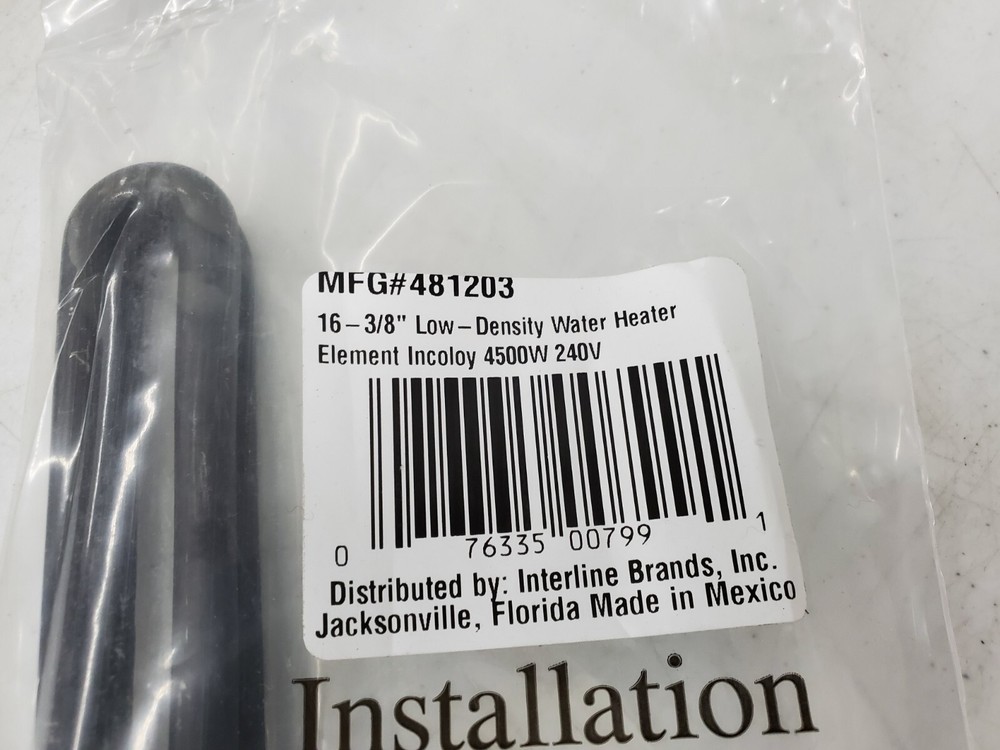 MFG#481203
16-3/8" Low-Density Water Heater
Element Incoloy 4500W 240V
0 76335 00799 1
Distributed by: Interline Brands, Inc.
Jacksonville, Florida Made in Mexico
Installation